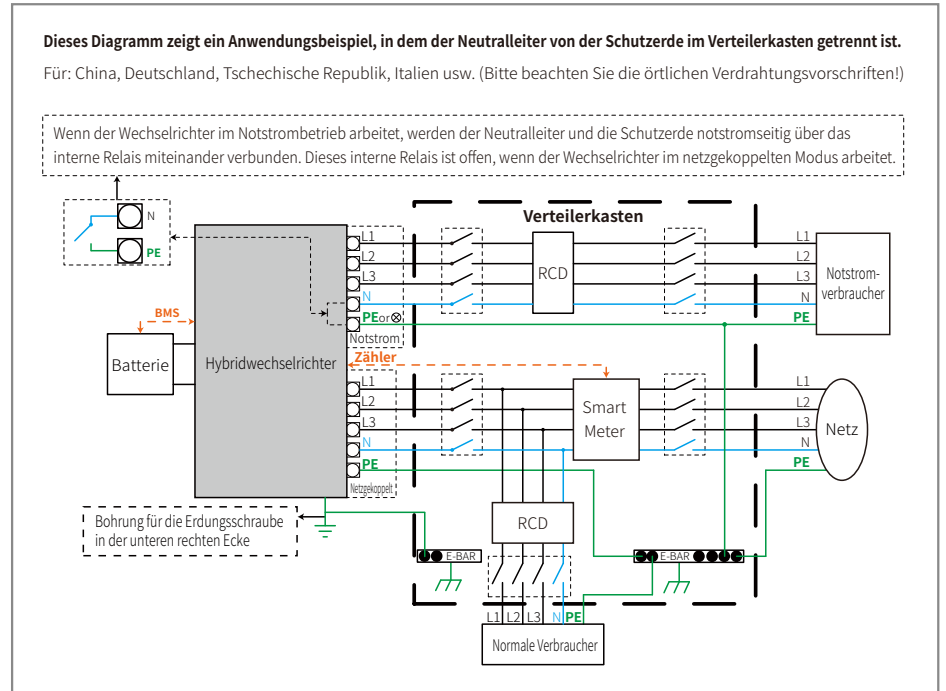 Dieses Diagramm zeigt ein Anwendungsbeispiel, in dem der Neutralleiter von der Schutzerde im Verteilerkasten getrennt ist.
Für: China, Deutschland, Tschechische Republik, Italien usw. (Bitte beachten Sie die örtlichen Verdrahtungsvorschriften!)
Wenn der Wechselrichter im Notstrombetrieb arbeitet, werden der Neutralleiter und die Schutzerde notstromseitig über das
interne Relais miteinander verbunden. Dieses interne Relais ist offen, wenn der Wechselrichter im netzgekoppelten Modus arbeitet.
N
PE
Verteilerkasten
L1
L2
L3
N
PEor
Notstrom
RCD
L1
L2
L3
N
PE
Notstrom-
verbraucher
BMS
Batterie
Hybridwechselrichter
Zähler
L1
L2
L3
N
PE
Netzgekoppelt
Smart
Meter
L1
L2
L3
N
PE
Netz
RCD
Bohrung für die Erdungsschraube
in der unteren rechten Ecke
E-BAR
E-BAR
L1 L2 L3 N PE
Normale Verbraucher